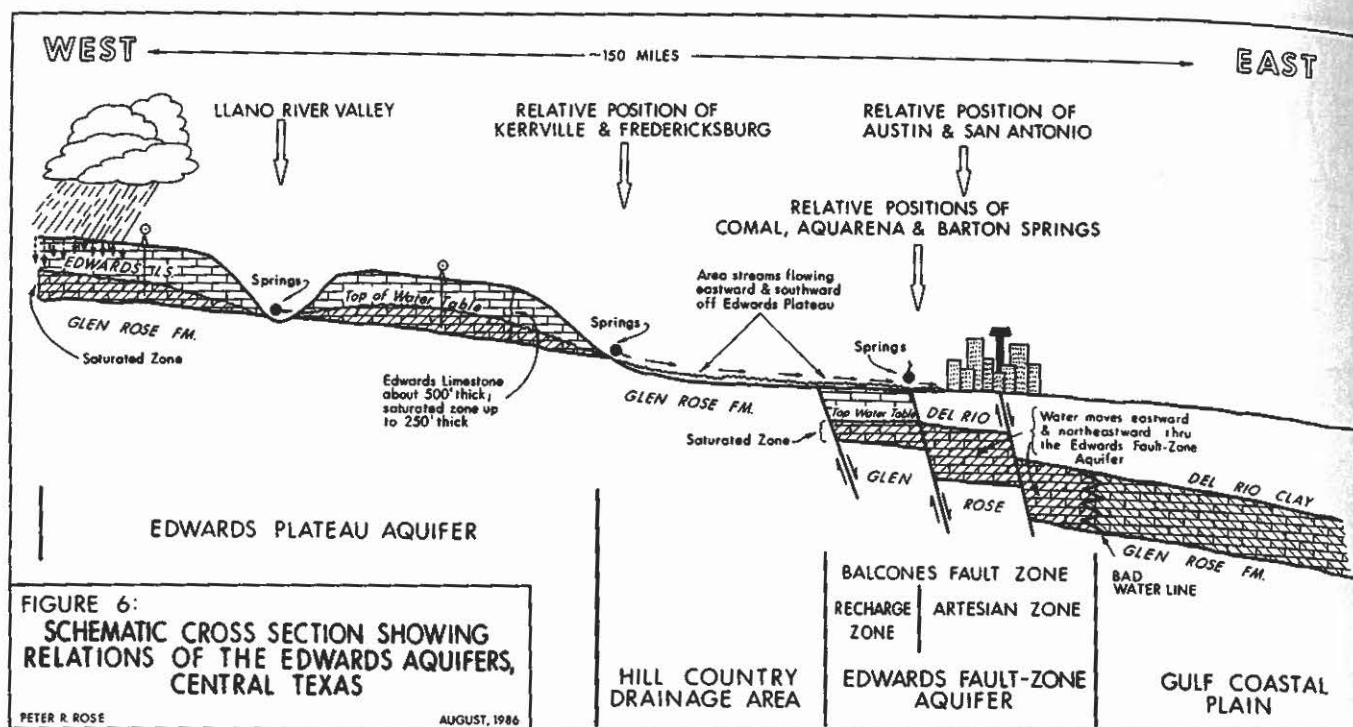 WEST
~150 MILES
EAST
LLANO RIVER VALLEY
RELATIVE POSITION OF
KERRVILLE & FREDERICKSBURG
RELATIVE POSITION OF
AUSTIN & SAN ANTONIO
RELATIVE POSITIONS OF
COMAL, AQUARENA & BARTON SPRINGS
EDWARDS LS.
GLEN ROSE FM.
Saturated Zone
Springs
Top of Water Table
Edwards Limestone
about 500' thick;
saturated zone up
to 250' thick
Springs
GLEN ROSE FM.
Area streams flowing
eastward & southward
off Edwards Plateau
Springs
Top Water Table
Saturated Zone
DEL RIO
GLEN
ROSE
Water moves eastward
& northeastward thru
the Edwards Fault-Zone
Aquifer
DEL RIO CLAY
GLEN ROSE FM.
BAD
WATER LINE
EDWARDS PLATEAU AQUIFER
HILL COUNTRY
DRAINAGE AREA
BALCONES FAULT ZONE
RECHARGE
ZONE
ARTESIAN ZONE
EDWARDS FAULT-ZONE
AQUIFER
GULF COASTAL
PLAIN
FIGURE 6:
SCHEMATIC CROSS SECTION SHOWING
RELATIONS OF THE EDWARDS AQUIFERS,
CENTRAL TEXAS
PETER R. ROSE
AUGUST, 1986